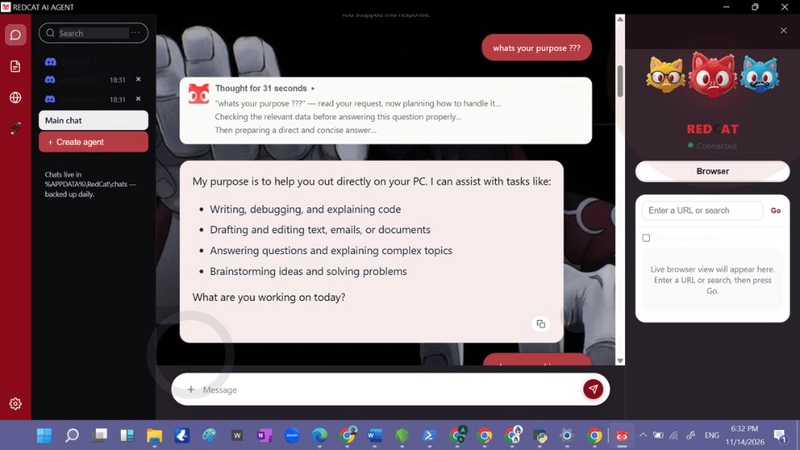 REDCAT AI AGENT
You stopped this response.
Search
whats your purpose ???
Thought for 31 seconds
"whats your purpose ???" — read your request, now planning how to handle it...
Checking the relevant data before answering this question properly...
Then preparing a direct and concise answer...
18:31
18:31
Main chat
+ Create agent
Chats live in
%APPDATA%\RedCat\chats —
backed up daily.
My purpose is to help you out directly on your PC. I can assist with tasks like:
• Writing, debugging, and explaining code
• Drafting and editing text, emails, or documents
• Answering questions and explaining complex topics
• Brainstorming ideas and solving problems
What are you working on today?
Message
REDCAT
Connected
Browser
Enter a URL or search
Go
Live browser view will appear here.
Enter a URL or search, then press
Go.
ENG
6:32 PM
11/14/2026